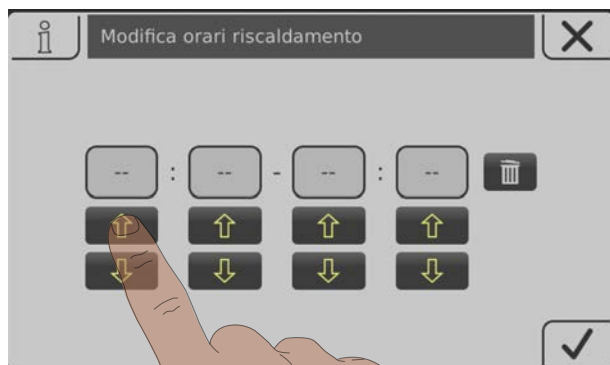 Modifica orari riscaldamento
-- : -- - -- : --